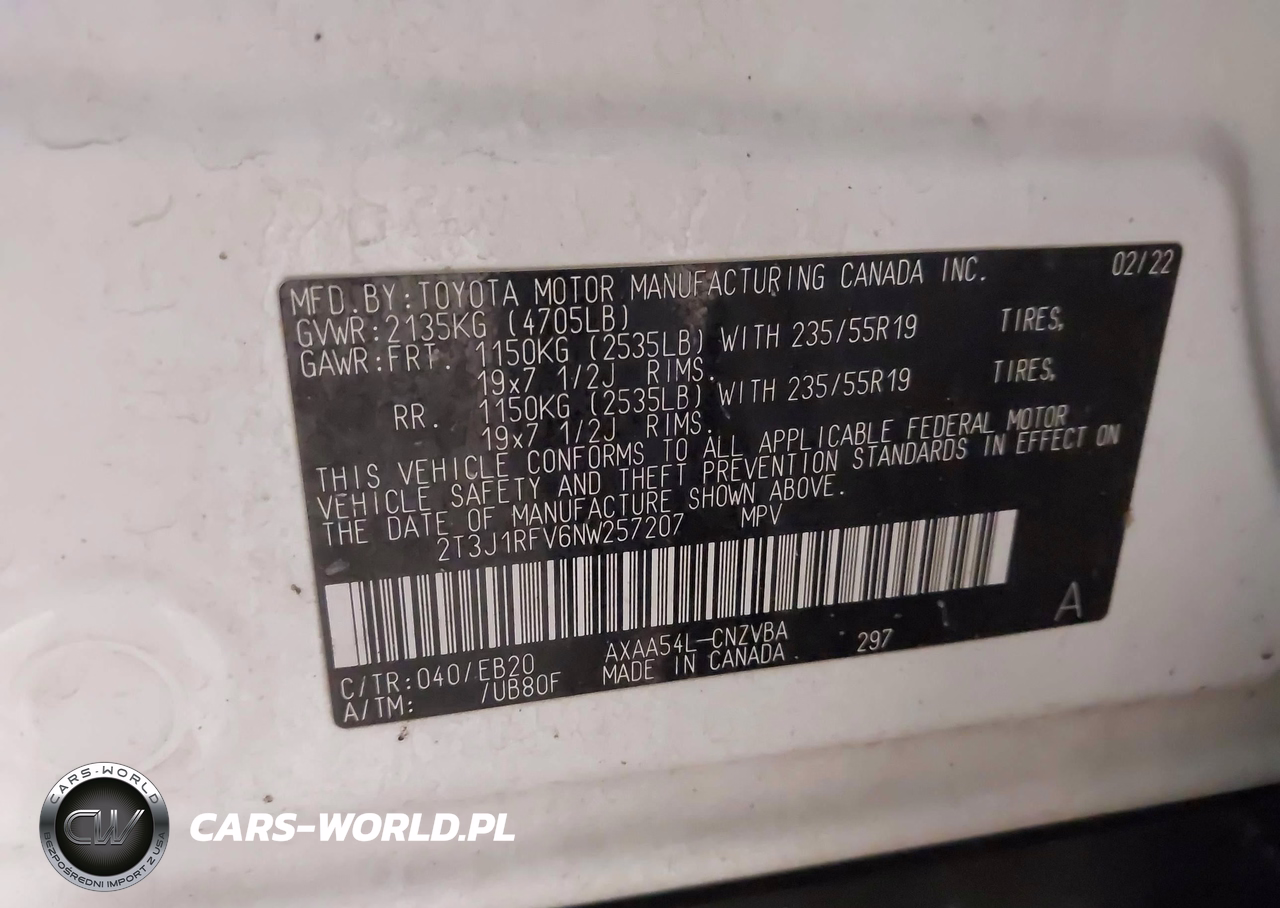 MFD.BY:TOYOTA MOTOR MANUFACTURING CANADA INC. 02/22
GVWR:2135KG (4705LB)
GAWR:FRT. 1150KG (2535LB) WITH 235/55R19 TIRES,
19x7 1/2J RIMS.
RR. 1150KG (2535LB) WITH 235/55R19 TIRES,
19x7 1/2J RIMS.
THIS VEHICLE CONFORMS TO ALL APPLICABLE FEDERAL MOTOR
VEHICLE SAFETY AND THEFT PREVENTION STANDARDS IN EFFECT ON
THE DATE OF MANUFACTURE SHOWN ABOVE.
2T3J1RFV6NW257207 MPV
A
C/TR:040/EB20 AXAA54L-CNZVBA 297
A/TM: /UB80F MADE IN CANADA
CARS-WORLD
CW
BEZPOŚREDNI IMPORT Z USA
CARS-WORLD.PL